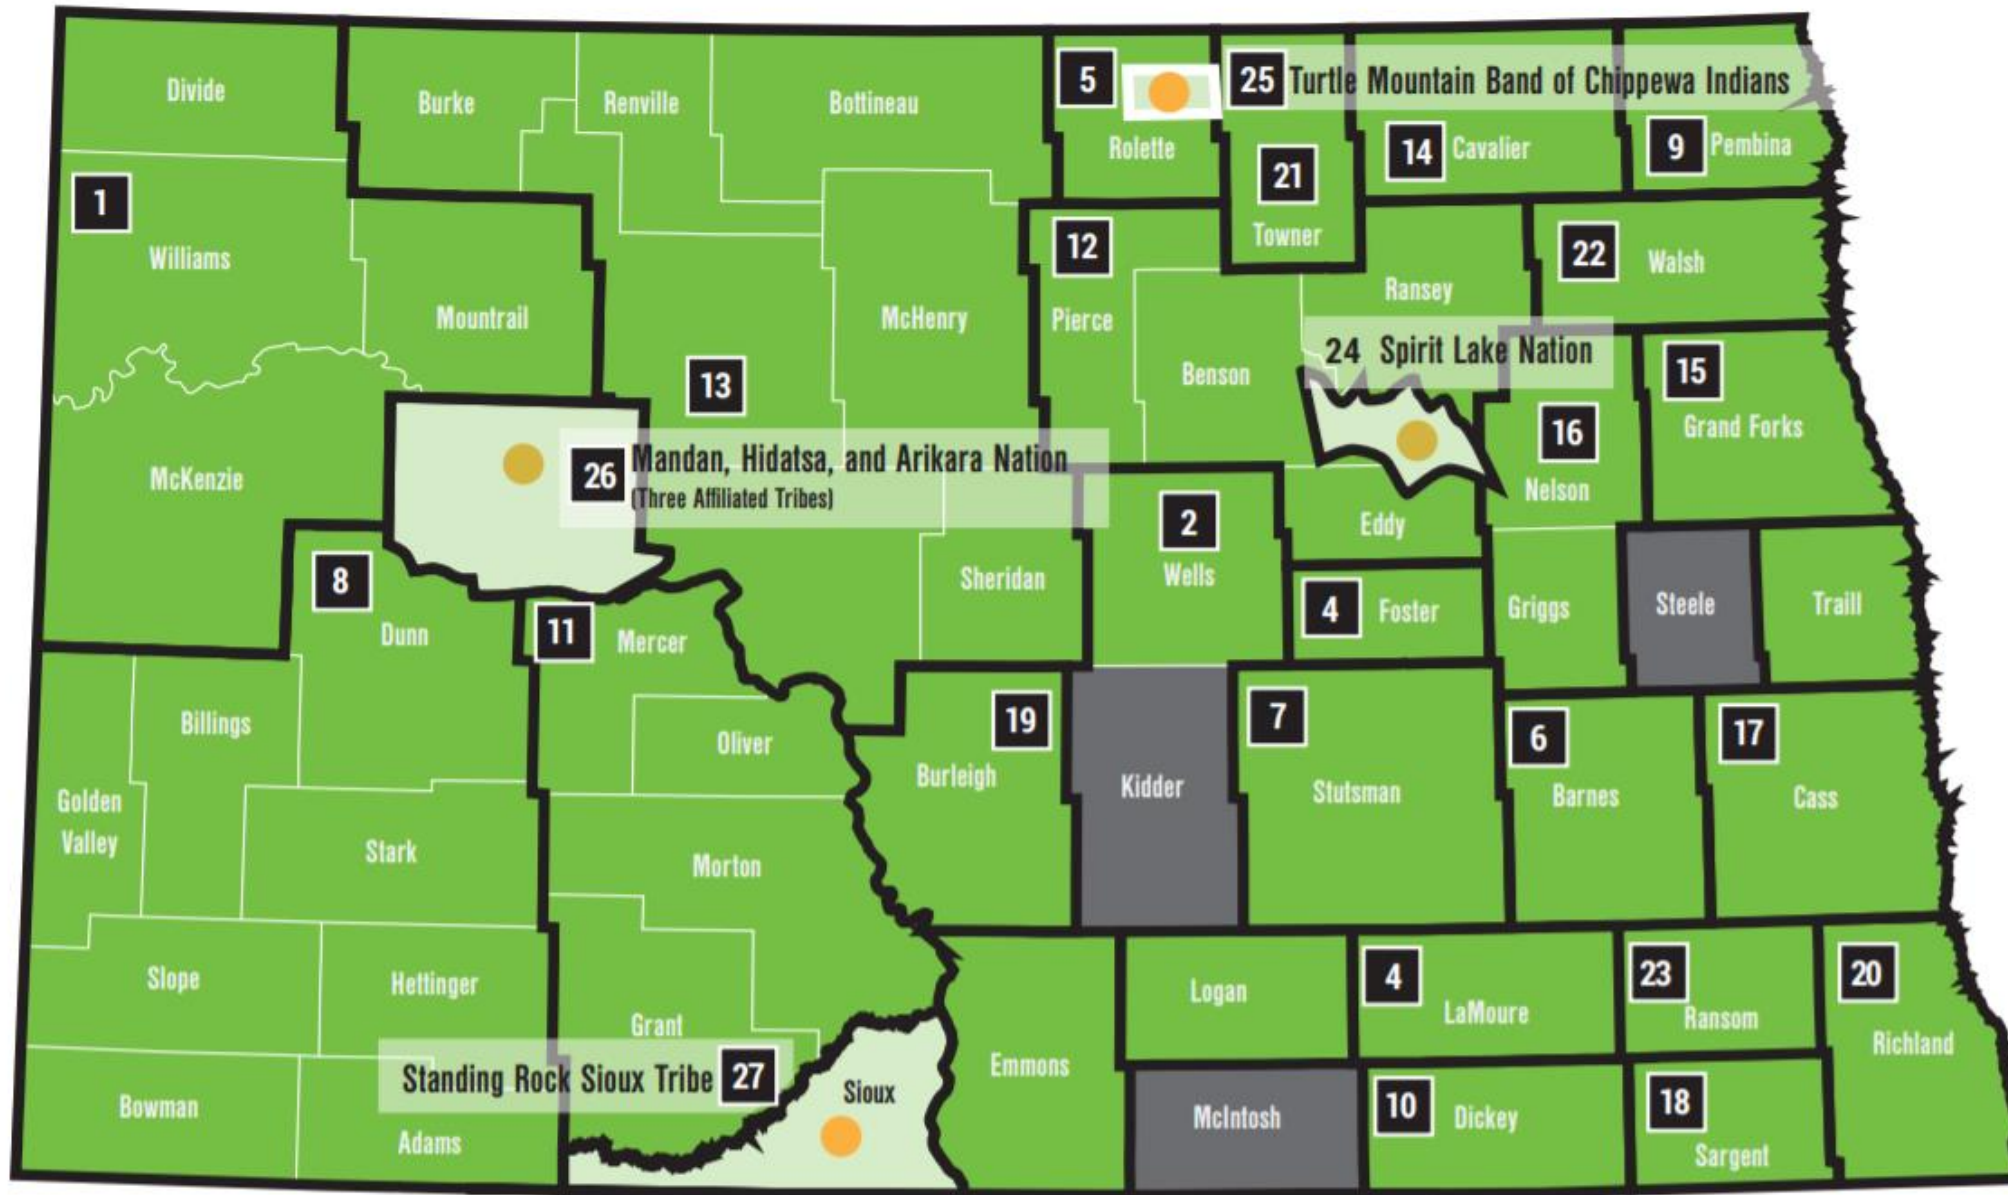 Divide
Burke
Renville
Bottineau
5
25 Turtle Mountain Band of Chippewa Indians
Rolette
14 Cavalier
9 Pembina
1
Williams
21
Towner
12
Pierce
22 Walsh
Mountrail
McHenry
Ransey
13
Benson
24 Spirit Lake Nation
15
Grand Forks
16
Nelson
McKenzie
26 Mandan, Hidatsa, and Arikara Nation
(Three Affiliated Tribes)
2
Wells
Eddy
8
Dunn
11 Mercer
Sheridan
4 Foster
Griggs
Steele
Traill
Billings
Oliver
19
Burleigh
Kidder
7
Stutsman
6
Barnes
17
Cass
Golden
Valley
Stark
Morton
Slope
Hettinger
Grant
Logan
4
LaMoure
23
Ransom
20
Richland
Standing Rock Sioux Tribe 27
Sioux
Emmons
Bowman
Adams
McIntosh
10 Dickey
18
Sargent